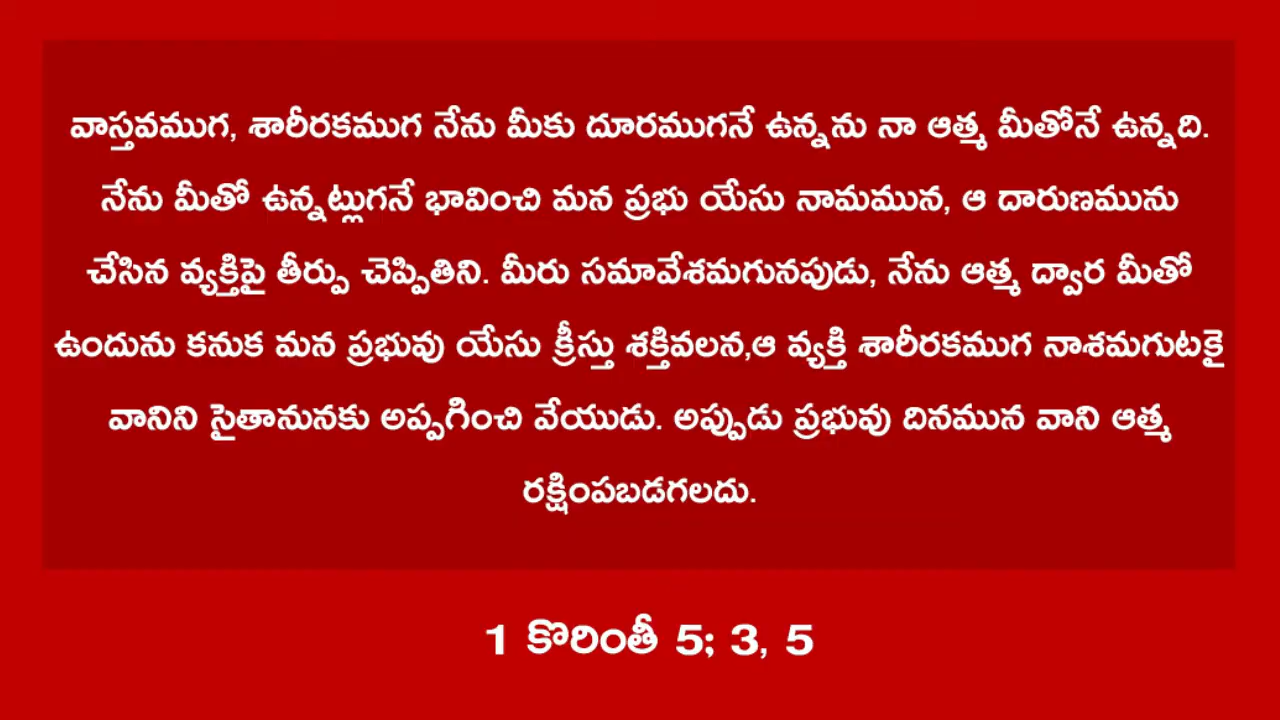 వాస్తవముగ, శారీరకముగ నేను మీకు దూరముగనే ఉన్నను నా ఆత్మ మీతోనే ఉన్నది.
నేను మీతో ఉన్నట్లుగనే భావించి మన ప్రభు యేసు నామమున, ఆ దారుణమును
చేసిన వ్యక్తిపై తీర్పు చెప్పితిని. మీరు సమావేశమగునపుడు, నేను ఆత్మ ద్వార మీతో
ఉందును కనుక మన ప్రభువు యేసు క్రీస్తు శక్తివలన,ఆ వ్యక్తి శారీరకముగ నాశమగుటకై
వానిని సైతానునకు అప్పగించి వేయుడు. అప్పుడు ప్రభువు దినమున వాని ఆత్మ
రక్షింపబడగలదు.
1 కొరింతీ 5; 3, 5